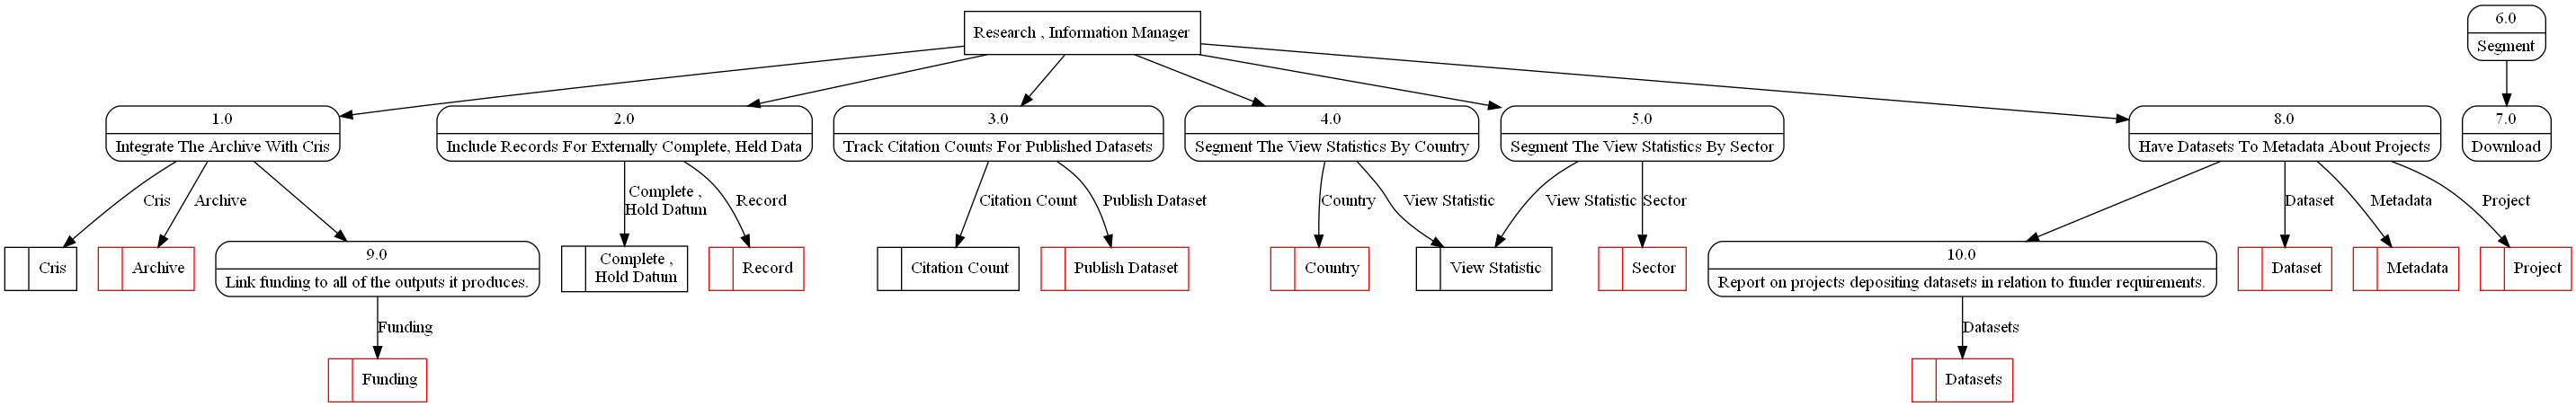 Research , Information Manager
6.0
Segment
1.0
Integrate The Archive With Cris
2.0
Include Records For Externally Complete, Held Data
3.0
Track Citation Counts For Published Datasets
4.0
Segment The View Statistics By Country
5.0
Segment The View Statistics By Sector
8.0
Have Datasets To Metadata About Projects
7.0
Download
Cris
Archive
Complete ,
Hold Datum
Record
Citation Count
Publish Dataset
Country
View Statistic
View Statistic
Sector
Dataset
Metadata
Project
Cris
Archive
9.0
Link funding to all of the outputs it produces.
Complete ,
Hold Datum
Record
Citation Count
Publish Dataset
Country
View Statistic
Sector
10.0
Report on projects depositing datasets in relation to funder requirements.
Dataset
Metadata
Project
Funding
Datasets
Funding
Datasets